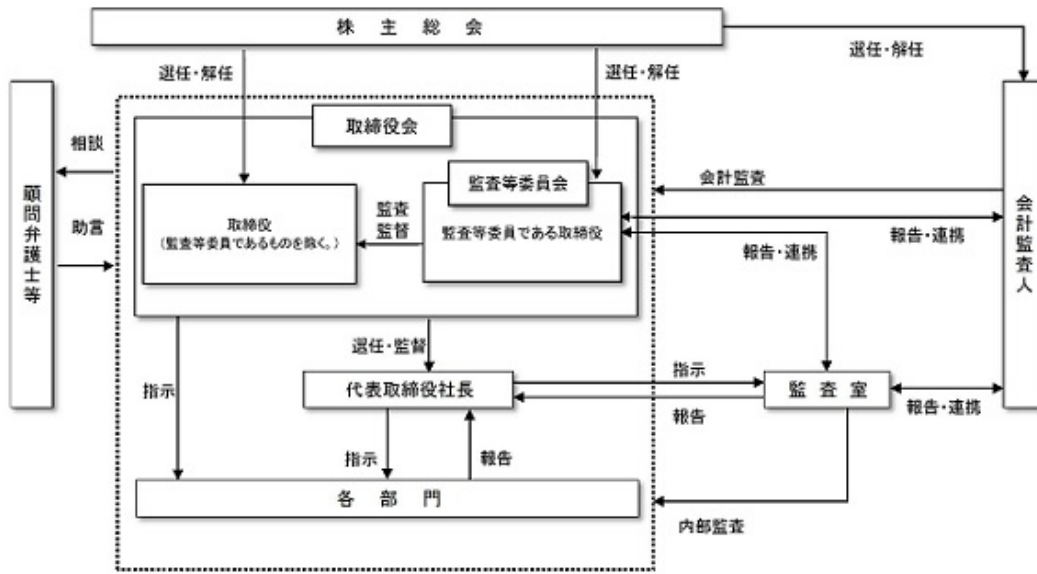 株主総会
選任・解任
選任・解任
選任・解任
取締役会
相談
監査等委員会
会計監査
顧問弁護士等
取締役
(監査等委員であるものを除く。)
監査
監督
監査等委員である取締役
助言
報告・連携
報告・連携
会計監査人
選任・監督
指示
代表取締役社長
指示
監査室
報告
報告・連携
指示
報告
各部門
内部監査